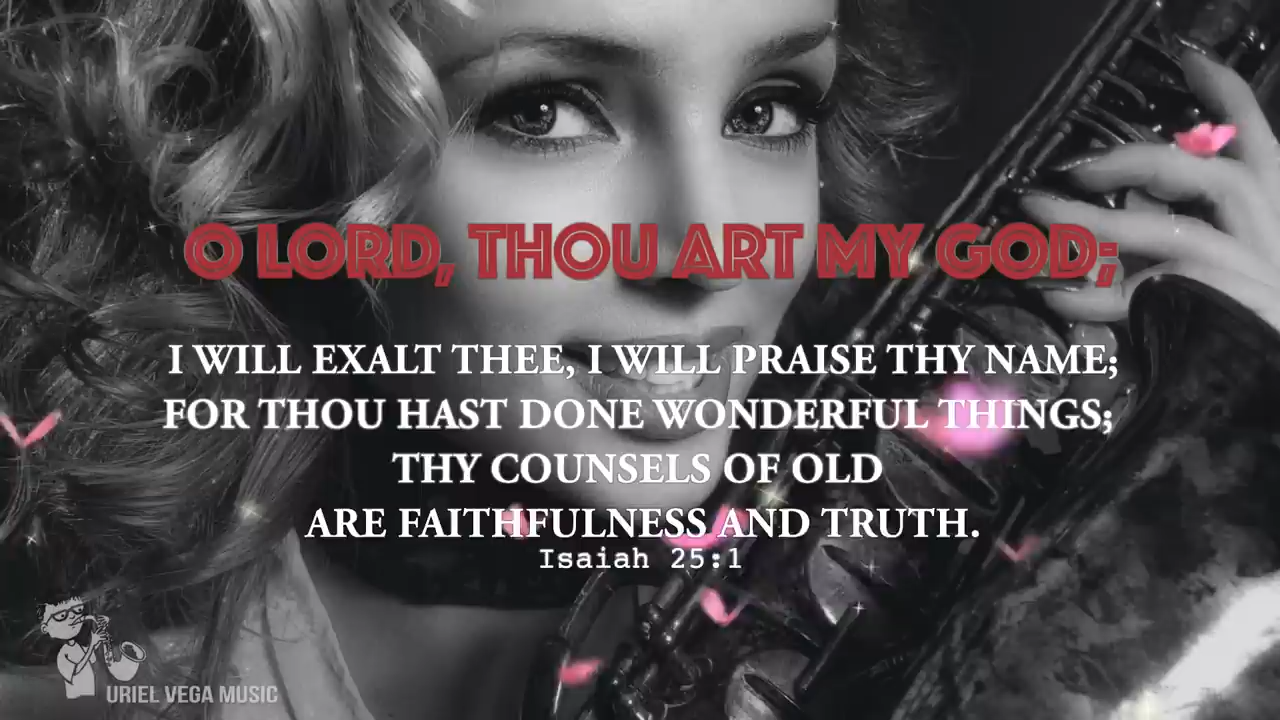 O LORD, THOU ART MY GOD;
I WILL EXALT THEE, I WILL PRAISE THY NAME;
FOR THOU HAST DONE WONDERFUL THINGS;
THY COUNSELS OF OLD
ARE FAITHFULNESS AND TRUTH.
Isaiah 25:1
URIEL VEGA MUSIC